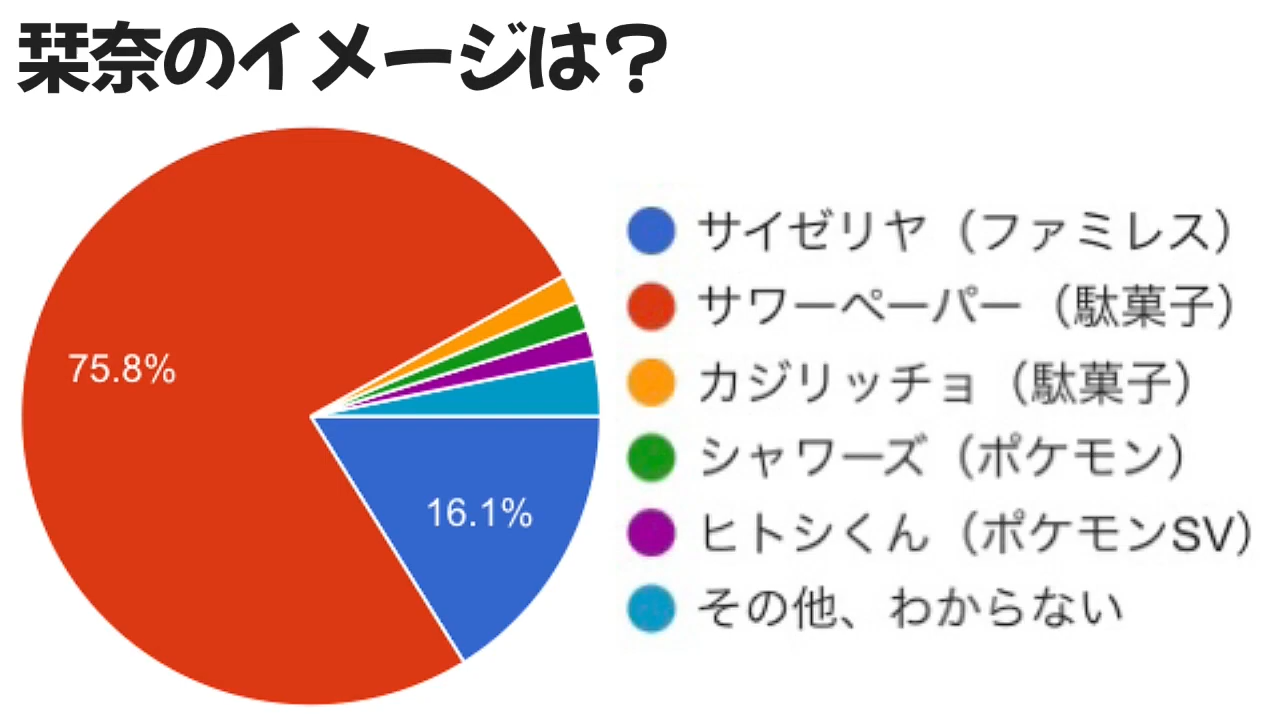 栞奈のイメージは？
75.8%
16.1%
サイゼリヤ（ファミレス）
サワーペーパー（駄菓子）
カジリッチョ（駄菓子）
シャワーズ（ポケモン）
ヒトシくん（ポケモンSV）
その他、わからない